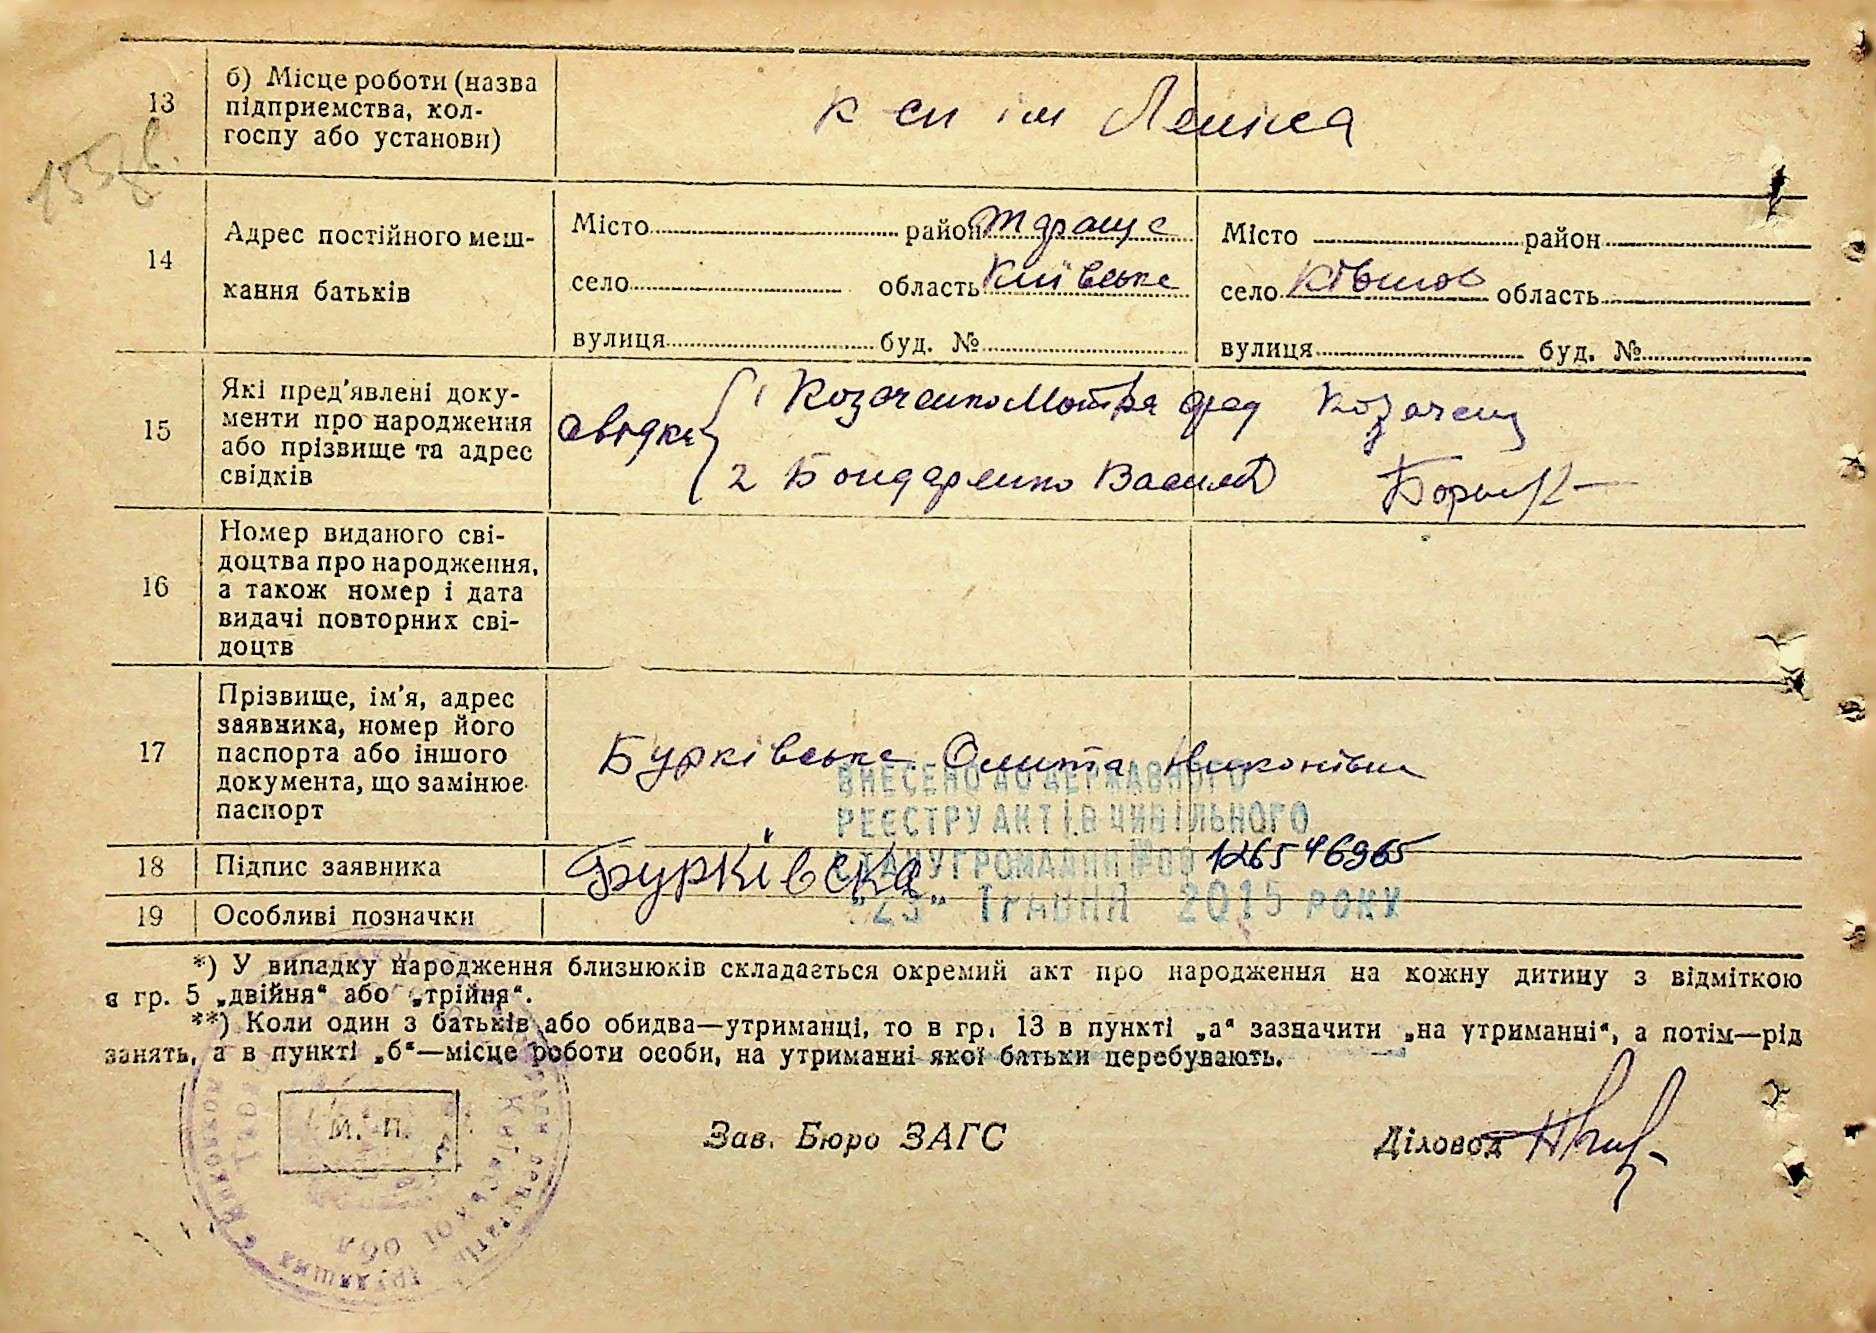 13 б) Місце роботи (назва
підприємства, кол-
госпу або установи)
к сп ім Леніна
14 Адрес постійного меш-
кання батьків
Місто район
село область Київська
вулиця буд. №
Місто район
село область
вулиця буд. №
15 Які пред'явлені доку-
менти про народження
або прізвище та адрес
свідків
свідки
1 Козаченко Мотря
2 Бондаренко Василь
16 Номер виданого сві-
доцтва про народження,
а також номер і дата
видачі повторних сві-
доцтв
17 Прізвище, ім'я, адрес
заявника, номер його
паспорта або іншого
документа, що замінює
паспорт
Бурківська
ВНЕСЕНО ДО ДЕРЖАВНОГО
РЕЄСТРУ АКТІВ ЦИВІЛЬНОГО
18 Підпис заявника
Бурківска
СТАНУ ГРОМАДЯН № 00126546965
19 Особливі позначки
"25" Травня 2015 РОКУ
*) У випадку народження близнюків складається окремий акт про народження на кожну дитину з відміткою
в гр. 5 „двійня“ або „трійня“.
**) Коли один з батьків або обидва—утриманці, то в гр. 13 в пункті „а“ зазначити „на утриманні“, а потім—рід
занять, а в пункті „б“—місце роботи особи, на утриманні якої батьки перебувають.
М. П.
Зав. Бюро ЗАГС
Діловод